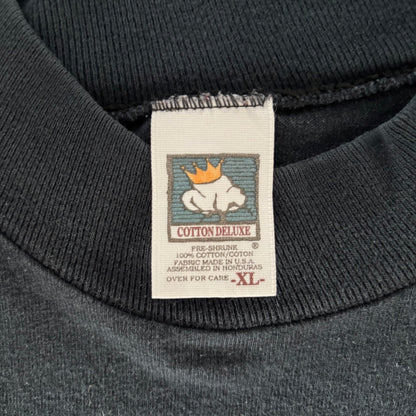 COTTON DELUXE
®
PRE-SHRUNK
100% COTTON/COTON
FABRIC MADE IN U.S.A.
ASSEMBLED IN HONDURAS
OVER FOR CARE -XL-